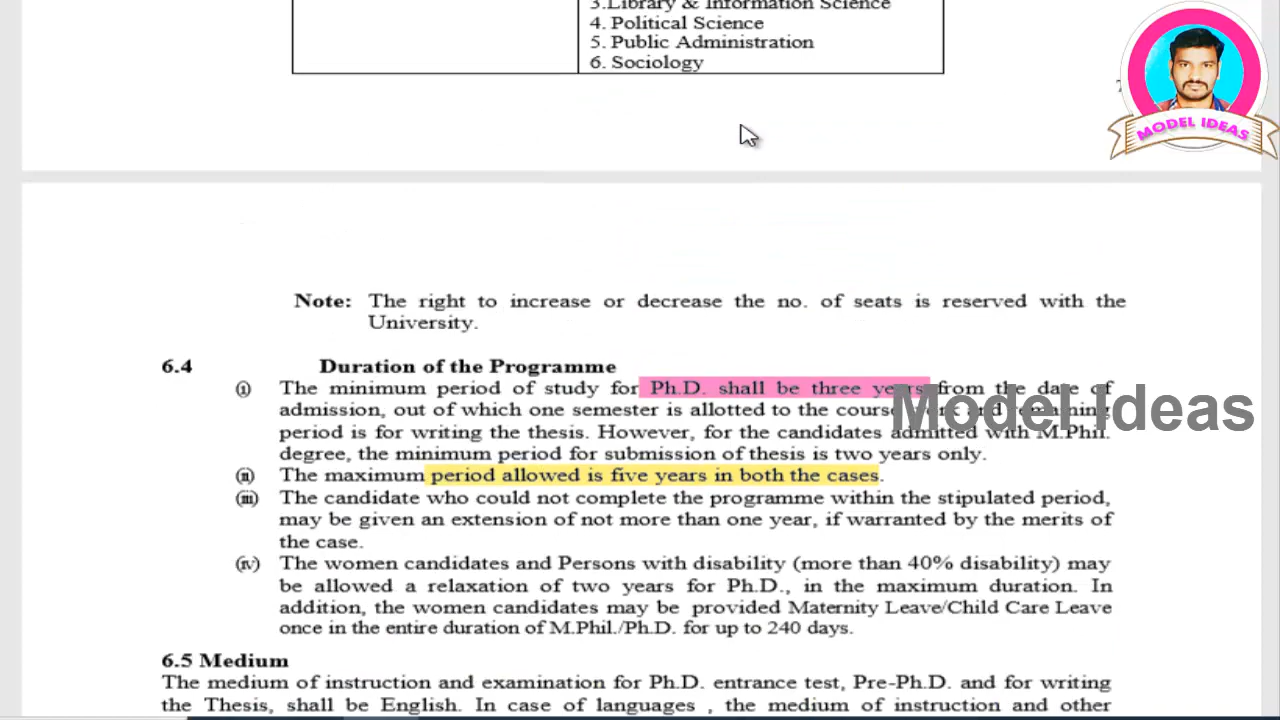 3.Library & Information Science
4. Political Science
5. Public Administration
6. Sociology
MODEL IDEAS
Note: The right to increase or decrease the no. of seats is reserved with the
University.
6.4 Duration of the Programme
(i) The minimum period of study for Ph.D. shall be three years from the date of
admission, out of which one semester is allotted to the course work and remaining
period is for writing the thesis. However, for the candidates admitted with M.Phil.
degree, the minimum period for submission of thesis is two years only.
Model Ideas
(ii) The maximum period allowed is five years in both the cases.
(iii) The candidate who could not complete the programme within the stipulated period,
may be given an extension of not more than one year, if warranted by the merits of
the case.
(iv) The women candidates and Persons with disability (more than 40% disability) may
be allowed a relaxation of two years for Ph.D., in the maximum duration. In
addition, the women candidates may be provided Maternity Leave/Child Care Leave
once in the entire duration of M.Phil./Ph.D. for up to 240 days.
6.5 Medium
The medium of instruction and examination for Ph.D. entrance test, Pre-Ph.D. and for writing
the Thesis, shall be English. In case of languages , the medium of instruction and other